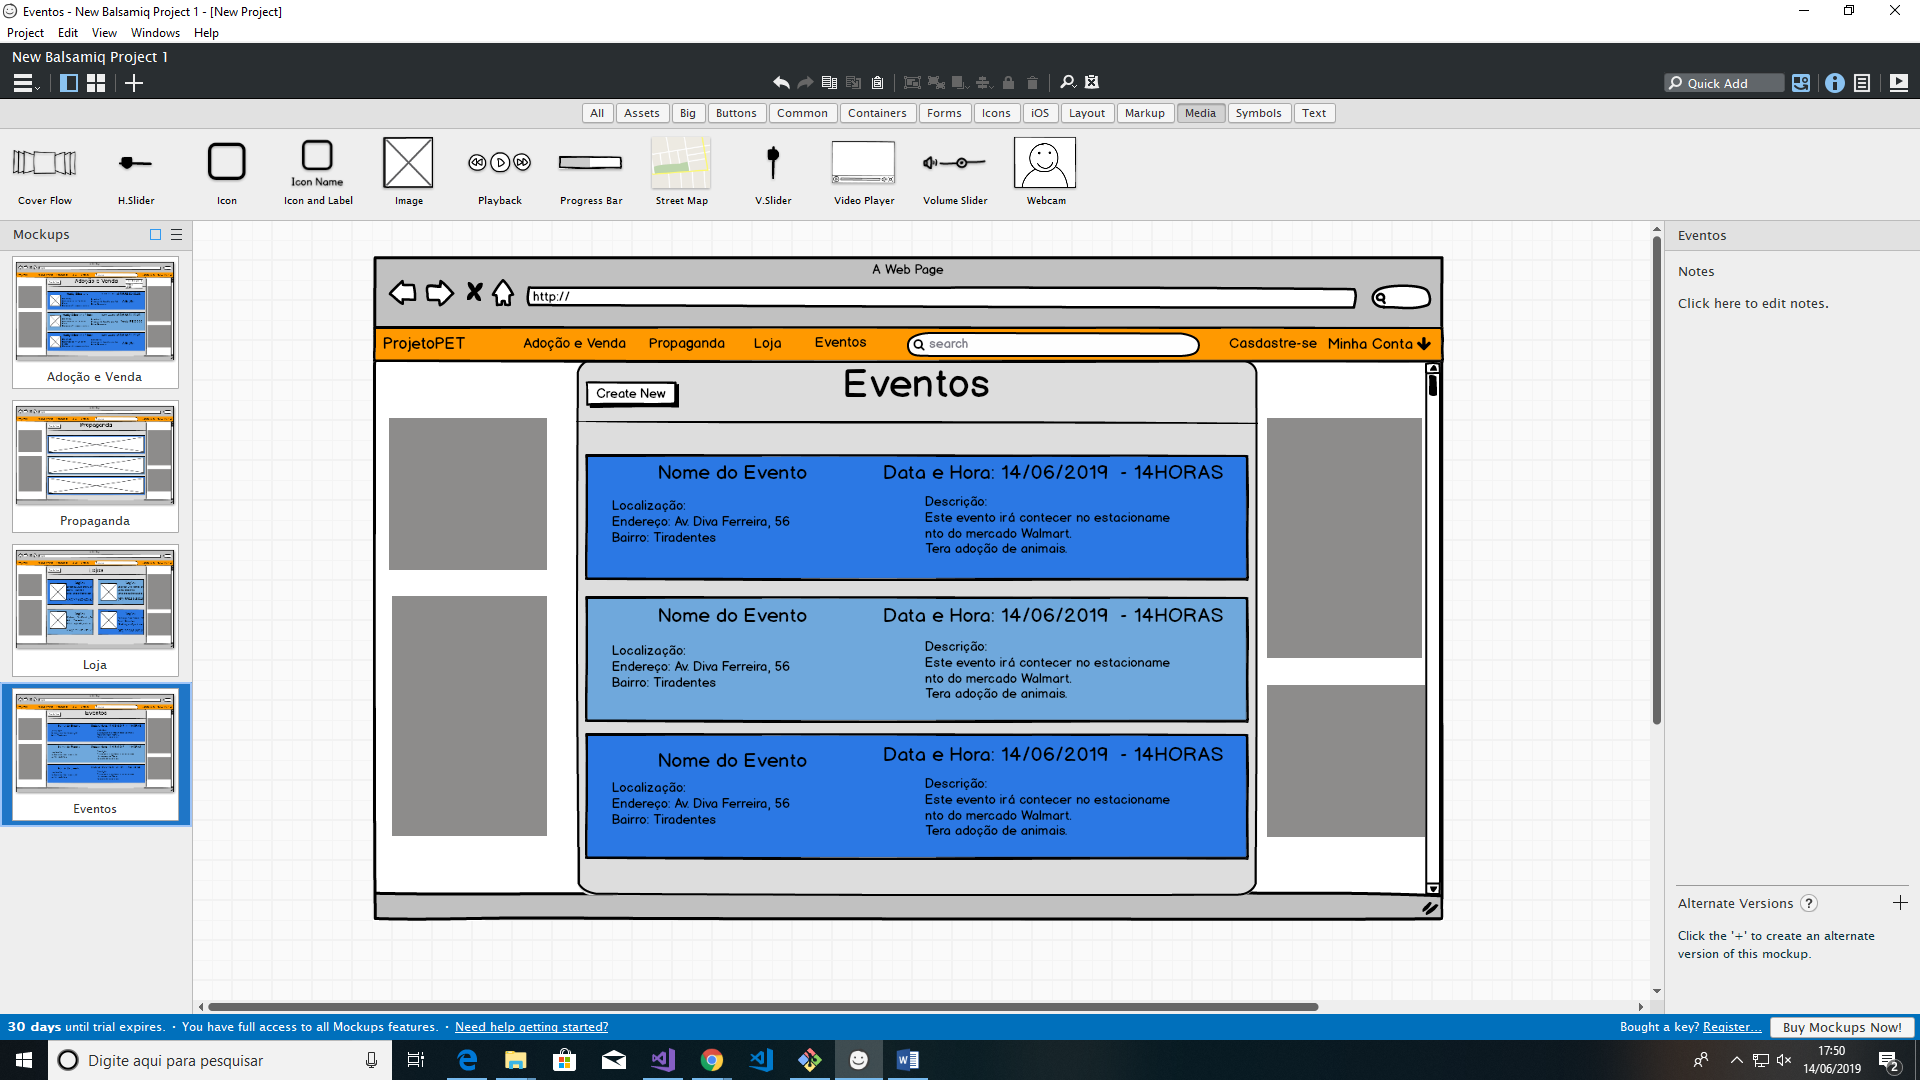 Eventos - New Balsamiq Project 1 - [New Project]
Project Edit View Windows Help
New Balsamiq Project 1
Quick Add
All Assets Big Buttons Common Containers Forms Icons iOS Layout Markup Media Symbols Text
Icon Name
Cover Flow H.Slider Icon Icon and Label Image Playback Progress Bar Street Map V.Slider Video Player Volume Slider Webcam
Mockups
Adoção e Venda
Propaganda
Loja
Eventos
A Web Page
http://
ProjetoPET Adoção e Venda Propaganda Loja Eventos search Casdastre-se Minha Conta
Create New
Eventos
Nome do Evento Data e Hora: 14/06/2019 - 14HORAS
Localização:
Endereço: Av. Diva Ferreira, 56
Bairro: Tiradentes
Descrição:
Este evento irá contecer no estacioname
nto do mercado Walmart.
Tera adoção de animais.
Nome do Evento Data e Hora: 14/06/2019 - 14HORAS
Localização:
Endereço: Av. Diva Ferreira, 56
Bairro: Tiradentes
Descrição:
Este evento irá contecer no estacioname
nto do mercado Walmart.
Tera adoção de animais.
Nome do Evento Data e Hora: 14/06/2019 - 14HORAS
Localização:
Endereço: Av. Diva Ferreira, 56
Bairro: Tiradentes
Descrição:
Este evento irá contecer no estacioname
nto do mercado Walmart.
Tera adoção de animais.
Eventos
Notes
Click here to edit notes.
Alternate Versions ?
Click the '+' to create an alternate
version of this mockup.
30 days until trial expires. · You have full access to all Mockups features. · Need help getting started?
Bought a key? Register... Buy Mockups Now!
Digite aqui para pesquisar
17:50
14/06/2019
2